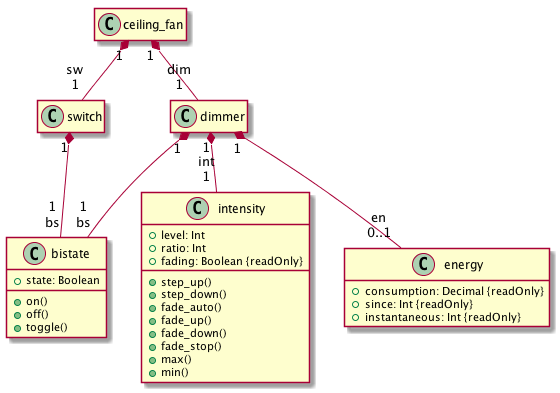 C ceiling_fan
1 1
sw dim
1 1
C switch C dimmer
1 1 1 1
int
1
1 1
bs bs
en
0..1
C bistate
state: Boolean
on()
off()
toggle()
C intensity
level: Int
ratio: Int
fading: Boolean {readOnly}
step_up()
step_down()
fade_auto()
fade_up()
fade_down()
fade_stop()
max()
min()
C energy
consumption: Decimal {readOnly}
since: Int {readOnly}
instantaneous: Int {readOnly}